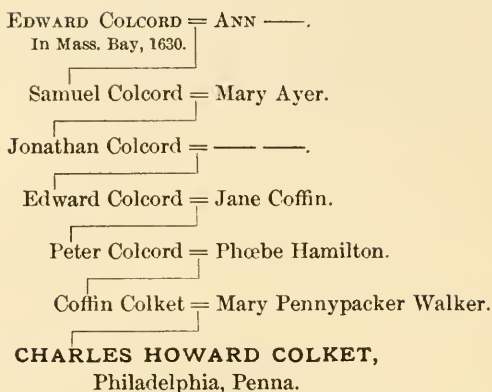 EDWARD COLCORD = ANN ——.
In Mass. Bay, 1630.
Samuel Colcord = Mary Ayer.
Jonathan Colcord = —— ——.
Edward Colcord = Jane Coffin.
Peter Colcord = Phœbe Hamilton.
Coffin Colket = Mary Pennypacker Walker.
CHARLES HOWARD COLKET,
Philadelphia, Penna.